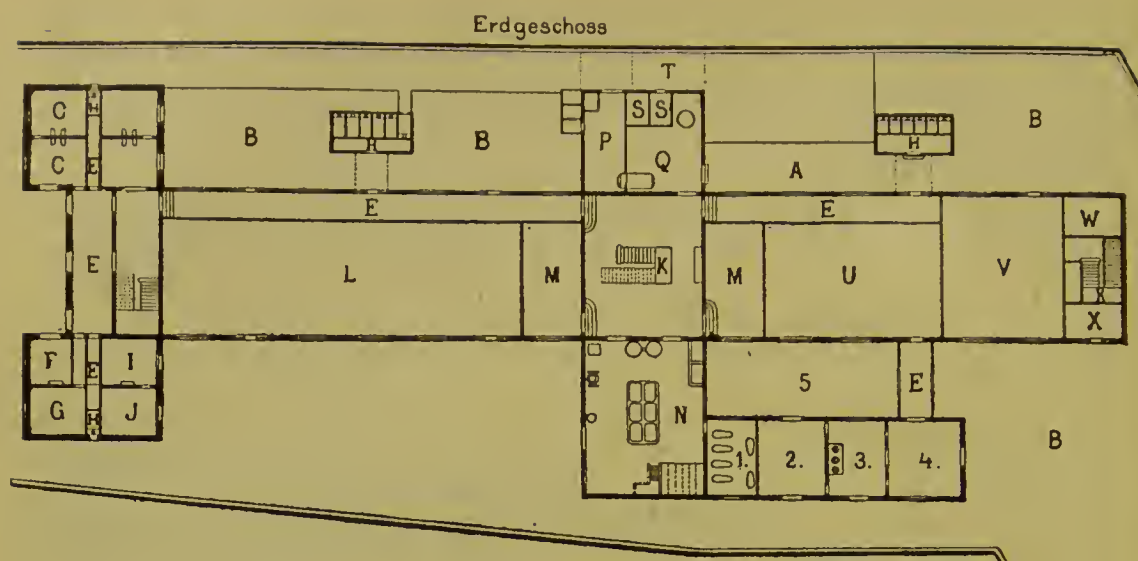 Erdgeschoss
T
C H
S S
B B P Q B
H H
C E A
E E W
E L M K M U V
X
F E I
5 E
G H J N B
1. 2. 3. 4.